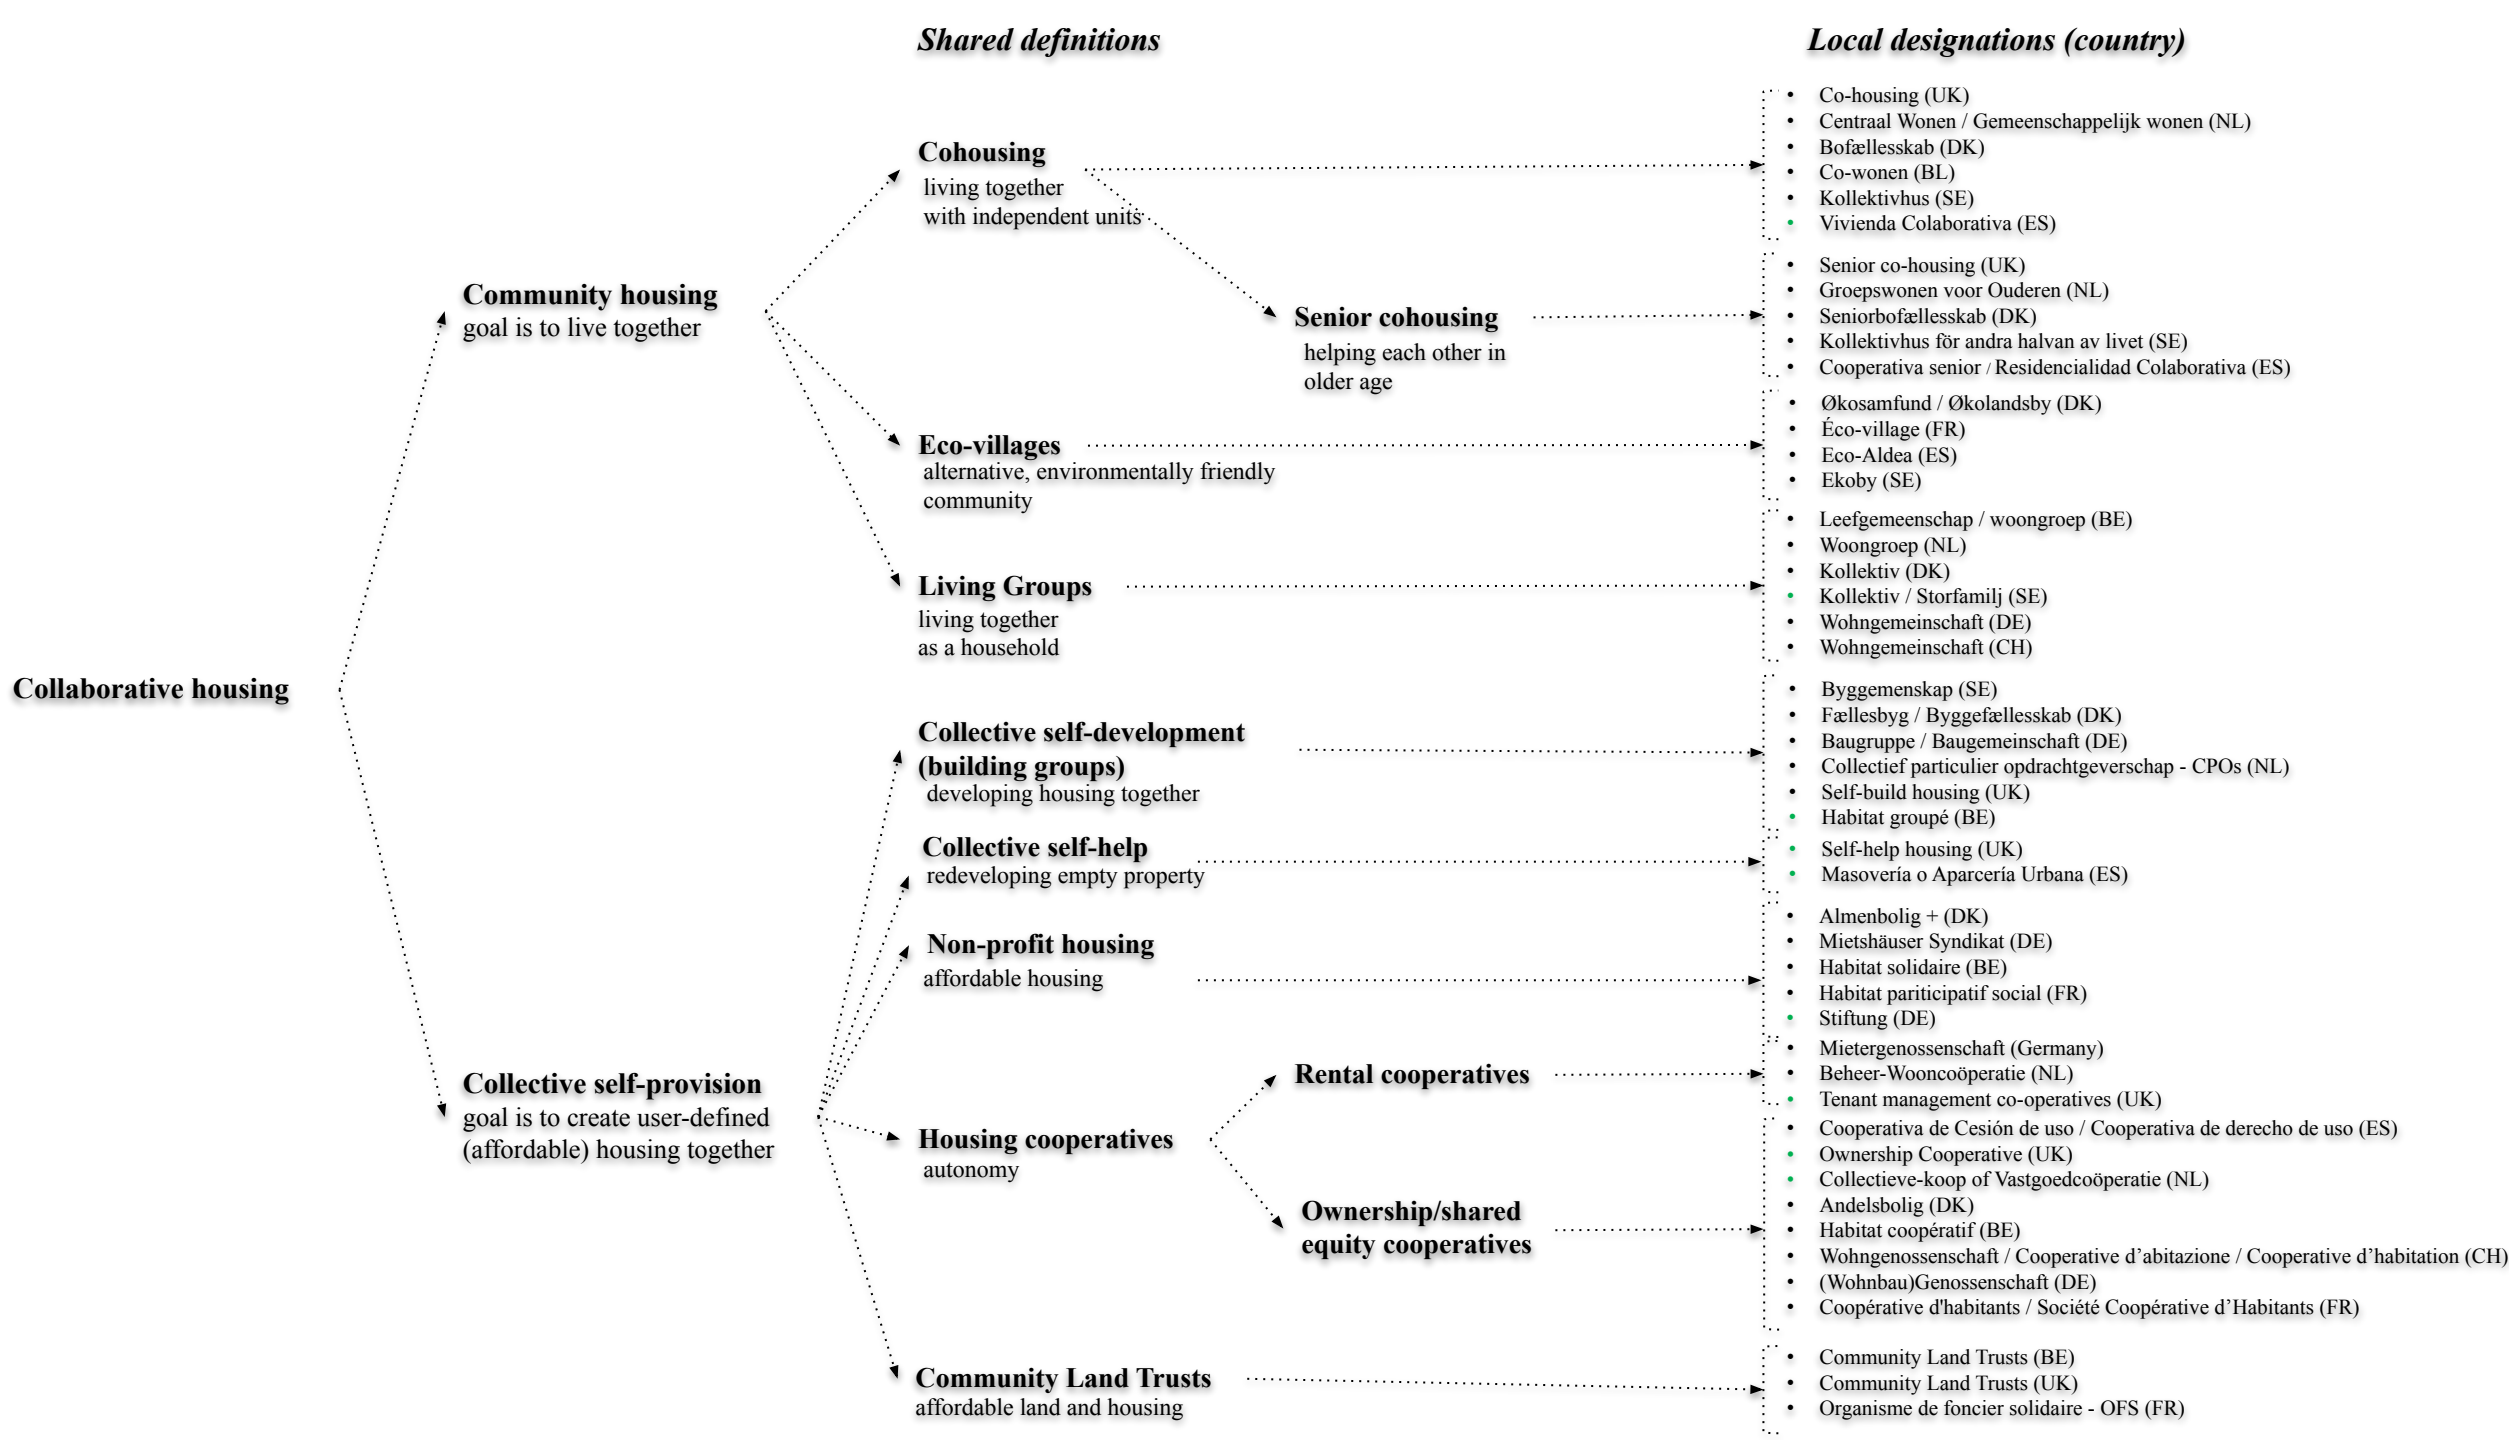 Shared definitions
Local designations (country)
Collaborative housing
Community housing
goal is to live together
Cohousing
living together
with independent units
• Co-housing (UK)
• Centraal Wonen / Gemeenschappelijk wonen (NL)
• Bofællesskab (DK)
• Co-wonen (BL)
• Kollektivhus (SE)
• Vivienda Colaborativa (ES)
Senior cohousing
helping each other in
older age
• Senior co-housing (UK)
• Groepswonen voor Ouderen (NL)
• Seniorbofællesskab (DK)
• Kollektivhus för andra halvan av livet (SE)
• Cooperativa senior / Residencialidad Colaborativa (ES)
Eco-villages
alternative, environmentally friendly
community
• Økosamfund / Økolandsby (DK)
• Éco-village (FR)
• Eco-Aldea (ES)
• Ekoby (SE)
Living Groups
living together
as a household
• Leefgemeenschap / woongroep (BE)
• Woongroep (NL)
• Kollektiv (DK)
• Kollektiv / Storfamilj (SE)
• Wohngemeinschaft (DE)
• Wohngemeinschaft (CH)
Collective self-provision
goal is to create user-defined
(affordable) housing together
Collective self-development
(building groups)
developing housing together
• Byggemenskap (SE)
• Fællesbyg / Byggefællesskab (DK)
• Baugruppe / Baugemeinschaft (DE)
• Collectief particulier opdrachtgeverschap - CPOs (NL)
• Self-build housing (UK)
• Habitat groupé (BE)
Collective self-help
redeveloping empty property
• Self-help housing (UK)
• Masovería o Aparcería Urbana (ES)
Non-profit housing
affordable housing
• Almenbolig + (DK)
• Mietshäuser Syndikat (DE)
• Habitat solidaire (BE)
• Habitat pariticipatif social (FR)
• Stiftung (DE)
Housing cooperatives
autonomy
Rental cooperatives
• Mietergenossenschaft (Germany)
• Beheer-Wooncoöperatie (NL)
• Tenant management co-operatives (UK)
Ownership/shared
equity cooperatives
• Cooperativa de Cesión de uso / Cooperativa de derecho de uso (ES)
• Ownership Cooperative (UK)
• Collectieve-koop of Vastgoedcoöperatie (NL)
• Andelsbolig (DK)
• Habitat coopératif (BE)
• Wohngenossenschaft / Cooperative d’abitazione / Cooperative d’habitation (CH)
• (Wohnbau)Genossenschaft (DE)
• Coopérative d'habitants / Société Coopérative d’Habitants (FR)
Community Land Trusts
affordable land and housing
• Community Land Trusts (BE)
• Community Land Trusts (UK)
• Organisme de foncier solidaire - OFS (FR)